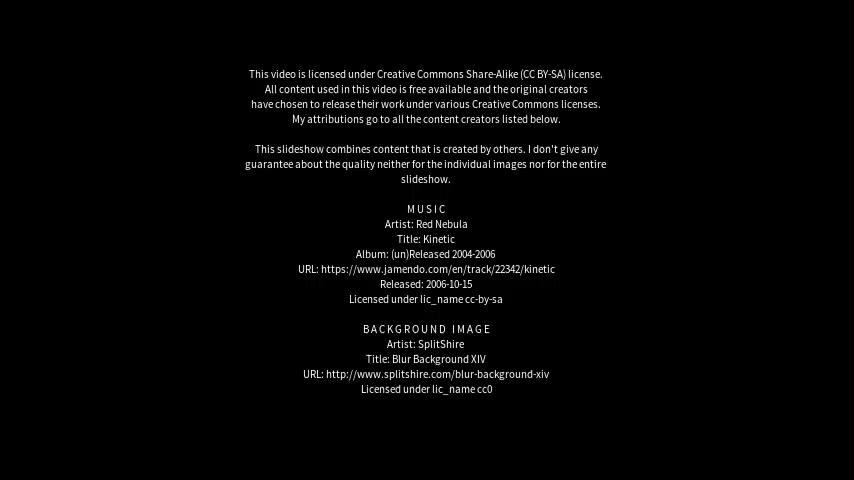 This video is licensed under Creative Commons Share-Alike (CC BY-SA) license.
All content used in this video is free available and the original creators
have chosen to release their work under various Creative Commons licenses.
My attributions go to all the content creators listed below.
This slideshow combines content that is created by others. I don't give any
guarantee about the quality neither for the individual images nor for the entire
slideshow.
MUSIC
Artist: Red Nebula
Title: Kinetic
Album: (un)Released 2004-2006
URL: https://www.jamendo.com/en/track/22342/kinetic
Released: 2006-10-15
Licensed under lic_name cc-by-sa
BACKGROUND IMAGE
Artist: SplitShire
Title: Blur Background XIV
URL: http://www.splitshire.com/blur-background-xiv
Licensed under lic_name cc0